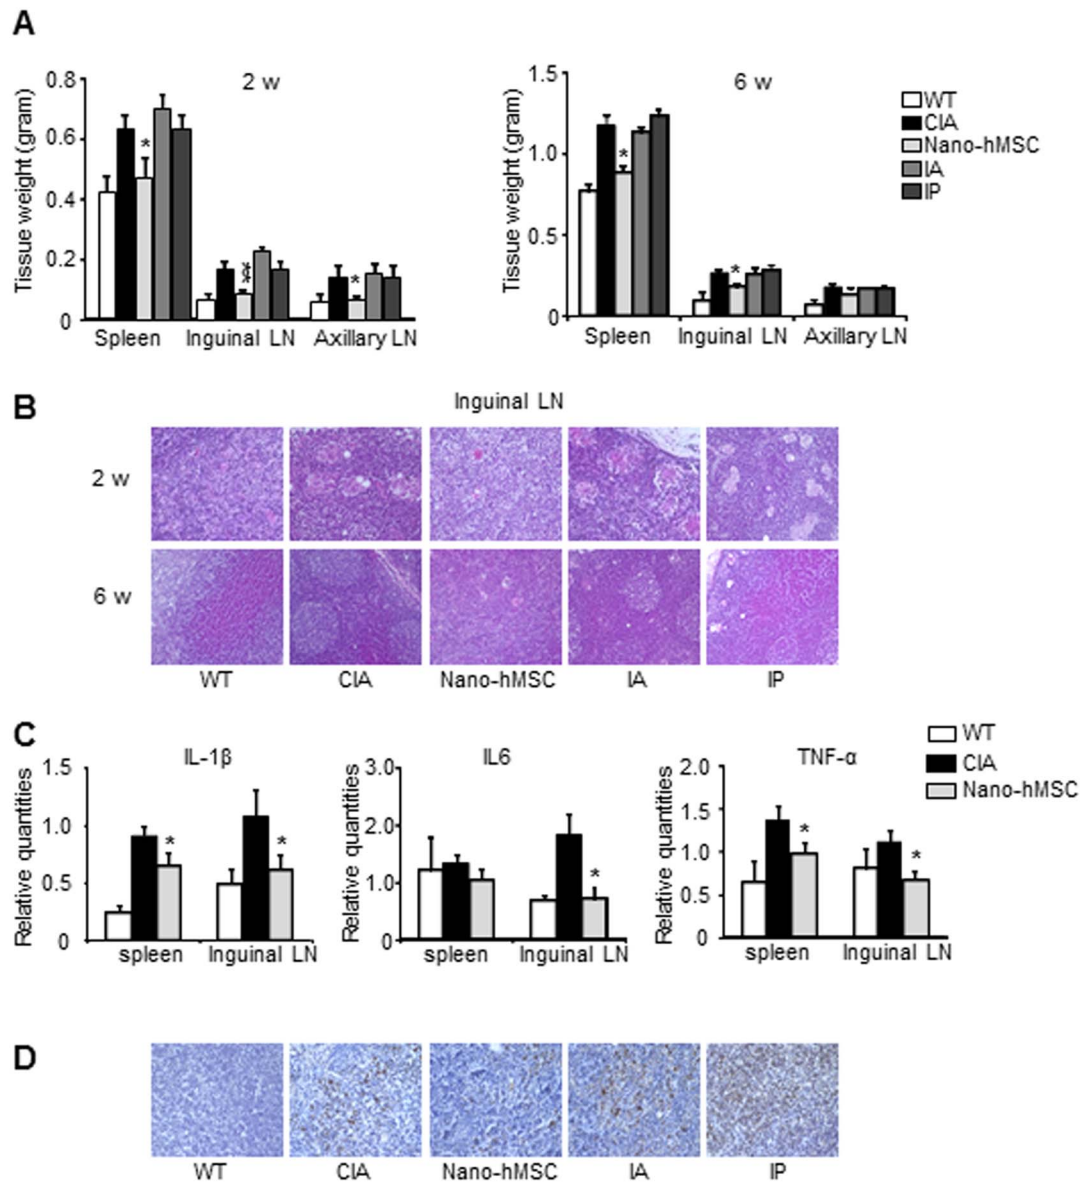 A
2 w
Tissue weight (gram)
0.8
0.6
0.4
0.2
0
*
*
*
*
Spleen Inguinal LN Axillary LN
6 w
Tissue weight (gram)
1.5
1.0
0.5
0
*
*
Spleen Inguinal LN Axillary LN
WT
CIA
Nano-hMSC
IA
IP
B
Inguinal LN
2 w
6 w
WT CIA Nano-hMSC IA IP
C
IL-1β
Relative quantities
1.5
1.0
0.5
0
*
*
spleen Inguinal LN
IL6
Relative quantities
3.0
2.0
1.0
0
*
spleen Inguinal LN
TNF-α
Relative quantities
2.0
1.5
1.0
0.5
0
*
*
spleen Inguinal LN
WT
CIA
Nano-hMSC
D
WT CIA Nano-hMSC IA IP